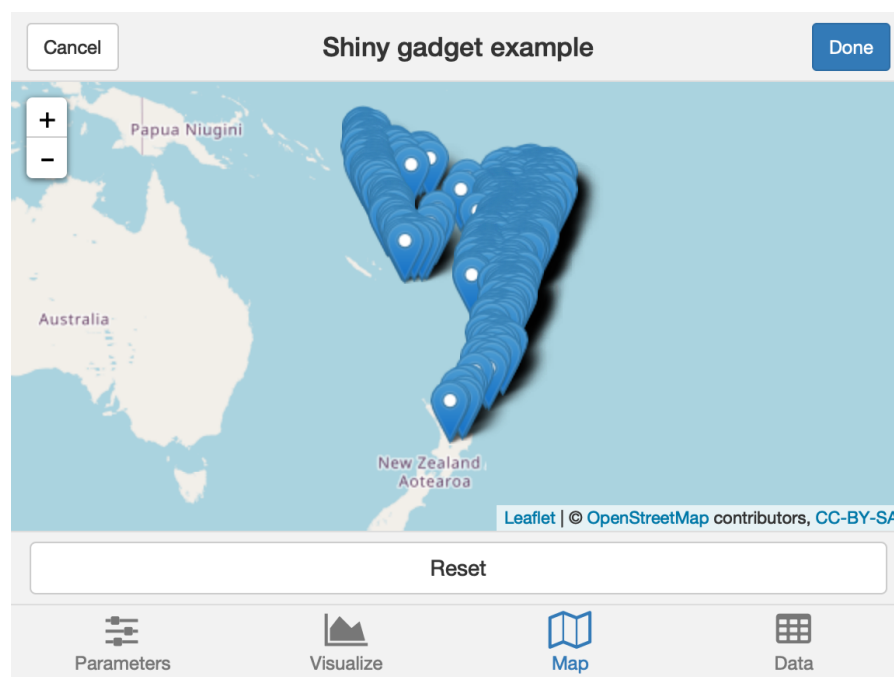 Cancel
Shiny gadget example
Done
+
−
Papua Niugini
Australia
New Zealand
Aotearoa
Leaflet | © OpenStreetMap contributors, CC-BY-SA
Reset
Parameters
Visualize
Map
Data